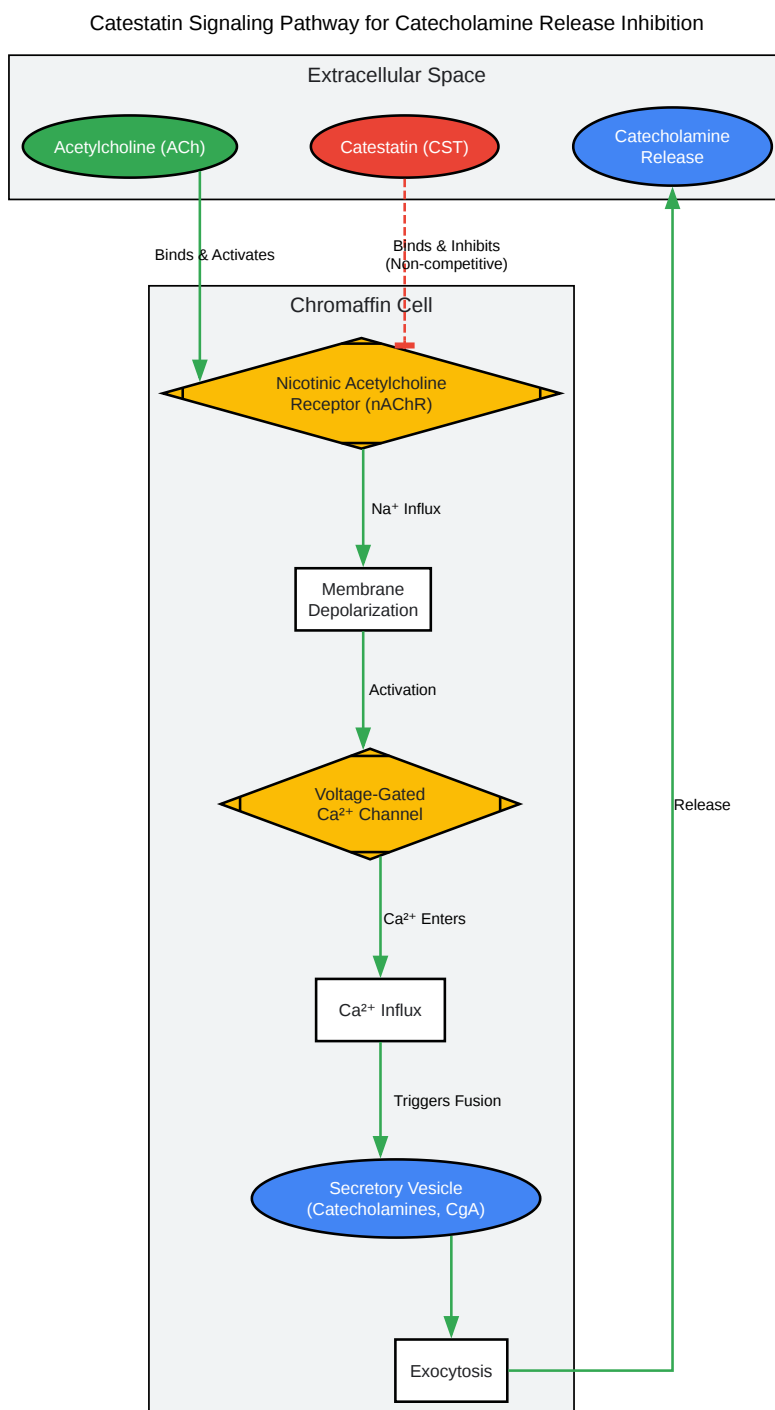 Catestatin Signaling Pathway for Catecholamine Release Inhibition
Extracellular Space
Acetylcholine (ACh)
Catestatin (CST)
Catecholamine
Release
Binds & Activates
Binds & Inhibits
(Non-competitive)
Chromaffin Cell
Nicotinic Acetylcholine
Receptor (nAChR)
Na⁺ Influx
Membrane
Depolarization
Activation
Voltage-Gated
Ca²⁺ Channel
Release
Ca²⁺ Enters
Ca²⁺ Influx
Triggers Fusion
Secretory Vesicle
(Catecholamines, CgA)
Exocytosis